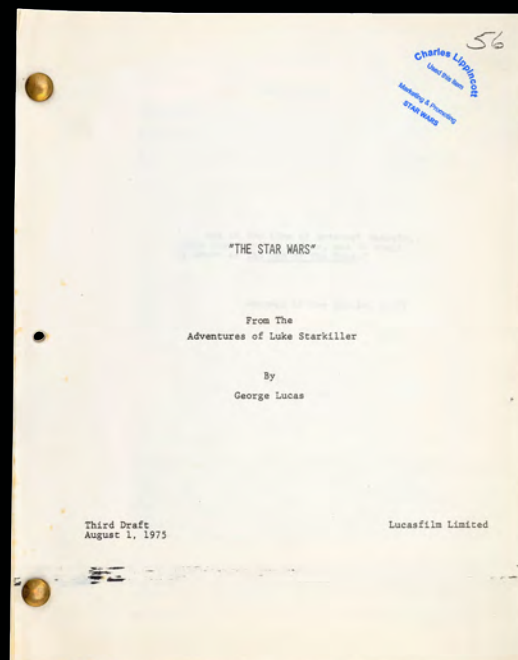 56
Charles Lippincott
Used this item
Marketing & Promoting
STAR WARS
"THE STAR WARS"
From The
Adventures of Luke Starkiller
By
George Lucas
Third Draft
August 1, 1975
Lucasfilm Limited